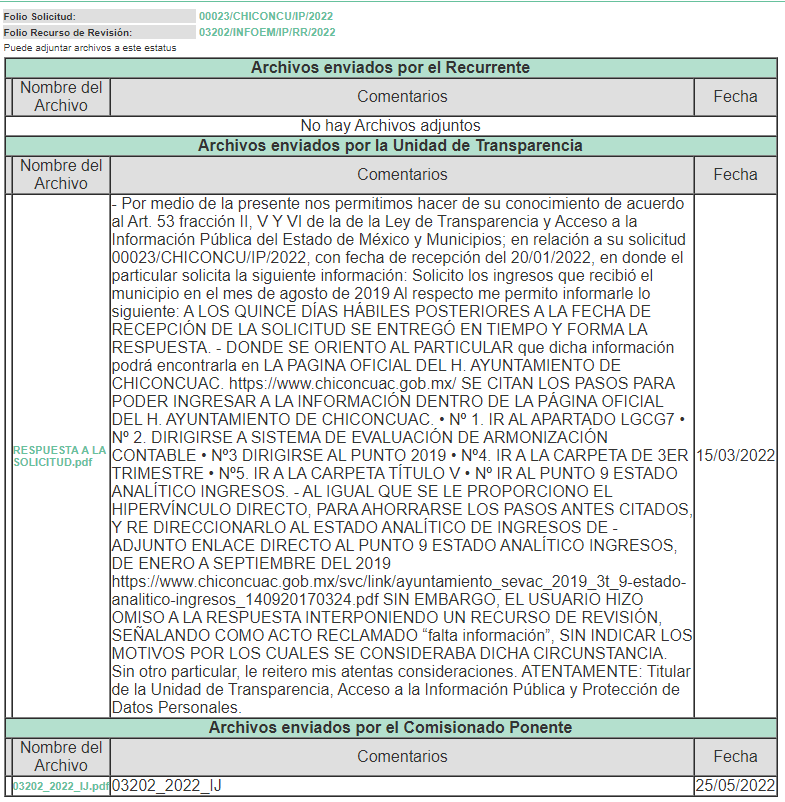 Folio Solicitud: 00023/CHICONCU/IP/2022
Folio Recurso de Revisión: 03202/INFOEM/IP/RR/2022
Puede adjuntar archivos a este estatus
Archivos enviados por el Recurrente
Nombre del Archivo Comentarios Fecha
No hay Archivos adjuntos
Archivos enviados por la Unidad de Transparencia
Nombre del Archivo Comentarios Fecha
RESPUESTA A LA SOLICITUD.pdf
- Por medio de la presente nos permitimos hacer de su conocimiento de acuerdo
al Art. 53 fracción II, V Y VI de la de la Ley de Transparencia y Acceso a la
Información Pública del Estado de México y Municipios; en relación a su solicitud
00023/CHICONCU/IP/2022, con fecha de recepción del 20/01/2022, en donde el
particular solicita la siguiente información: Solicito los ingresos que recibió el
municipio en el mes de agosto de 2019 Al respecto me permito informarle lo
siguiente: A LOS QUINCE DÍAS HÁBILES POSTERIORES A LA FECHA DE
RECEPCIÓN DE LA SOLICITUD SE ENTREGÓ EN TIEMPO Y FORMA LA
RESPUESTA. - DONDE SE ORIENTO AL PARTICULAR que dicha información
podrá encontrarla en LA PAGINA OFICIAL DEL H. AYUNTAMIENTO DE
CHICONCUAC. https://www.chiconcuac.gob.mx/ SE CITAN LOS PASOS PARA
PODER INGRESAR A LA INFORMACIÓN DENTRO DE LA PÁGINA OFICIAL
DEL H. AYUNTAMIENTO DE CHICONCUAC. • Nº 1. IR AL APARTADO LGCG7 •
Nº 2. DIRIGIRSE A SISTEMA DE EVALUACIÓN DE ARMONIZACIÓN
CONTABLE • Nº3 DIRIGIRSE AL PUNTO 2019 • Nº4. IR A LA CARPETA DE 3ER
TRIMESTRE • Nº5. IR A LA CARPETA TÍTULO V • Nº IR AL PUNTO 9 ESTADO
ANALÍTICO INGRESOS. - AL IGUAL QUE SE LE PROPORCIONO EL
HIPERVÍNCULO DIRECTO, PARA AHORRARSE LOS PASOS ANTES CITADOS,
Y RE DIRECCIONARLO AL ESTADO ANALÍTICO DE INGRESOS DE -
ADJUNTO ENLACE DIRECTO AL PUNTO 9 ESTADO ANALÍTICO INGRESOS,
DE ENERO A SEPTIEMBRE DEL 2019
https://www.chiconcuac.gob.mx/svc/link/ayuntamiento_sevac_2019_3t_9-estado-
analitico-ingresos_140920170324.pdf SIN EMBARGO, EL USUARIO HIZO
OMISO A LA RESPUESTA INTERPONIENDO UN RECURSO DE REVISIÓN,
SEÑALANDO COMO ACTO RECLAMADO “falta información”, SIN INDICAR LOS
MOTIVOS POR LOS CUALES SE CONSIDERABA DICHA CIRCUNSTANCIA.
Sin otro particular, le reitero mis atentas consideraciones. ATENTAMENTE: Titular
de la Unidad de Transparencia, Acceso a la Información Pública y Protección de
Datos Personales.
15/03/2022
Archivos enviados por el Comisionado Ponente
Nombre del Archivo Comentarios Fecha
03202_2022_IJ.pdf 03202_2022_IJ 25/05/2022